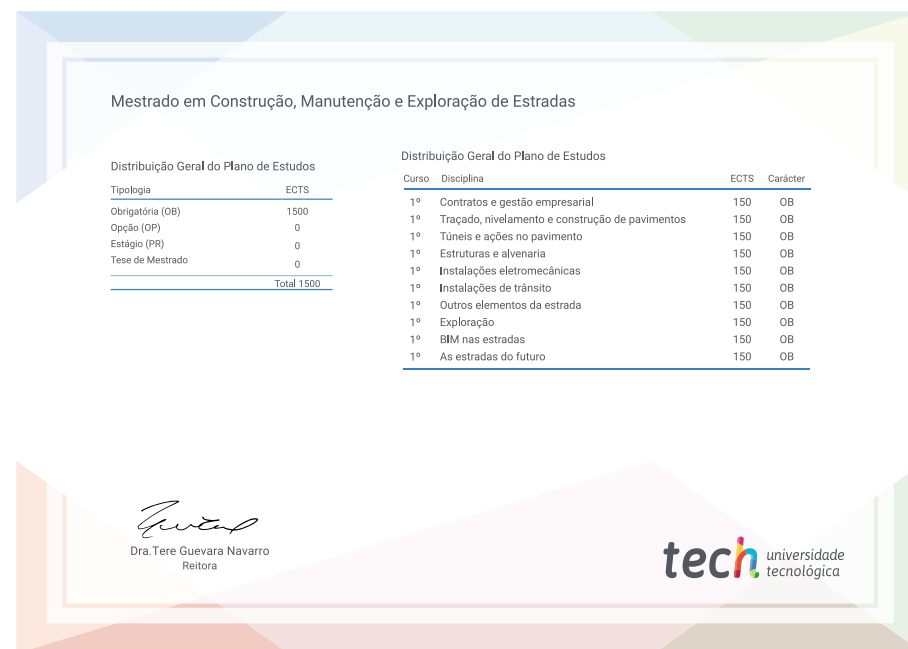 Mestrado em Construção, Manutenção e Exploração de Estradas
Distribuição Geral do Plano de Estudos
Tipologia ECTS
Obrigatória (OB) 1500
Opção (OP) 0
Estágio (PR) 0
Tese de Mestrado 0
Total 1500
Distribuição Geral do Plano de Estudos
Curso Disciplina ECTS Carácter
1º Contratos e gestão empresarial 150 OB
1º Traçado, nivelamento e construção de pavimentos 150 OB
1º Túneis e ações no pavimento 150 OB
1º Estruturas e alvenaria 150 OB
1º Instalações eletromecânicas 150 OB
1º Instalações de trânsito 150 OB
1º Outros elementos da estrada 150 OB
1º Exploração 150 OB
1º BIM nas estradas 150 OB
1º As estradas do futuro 150 OB
Dra.Tere Guevara Navarro
Reitora
tech universidade
tecnológica